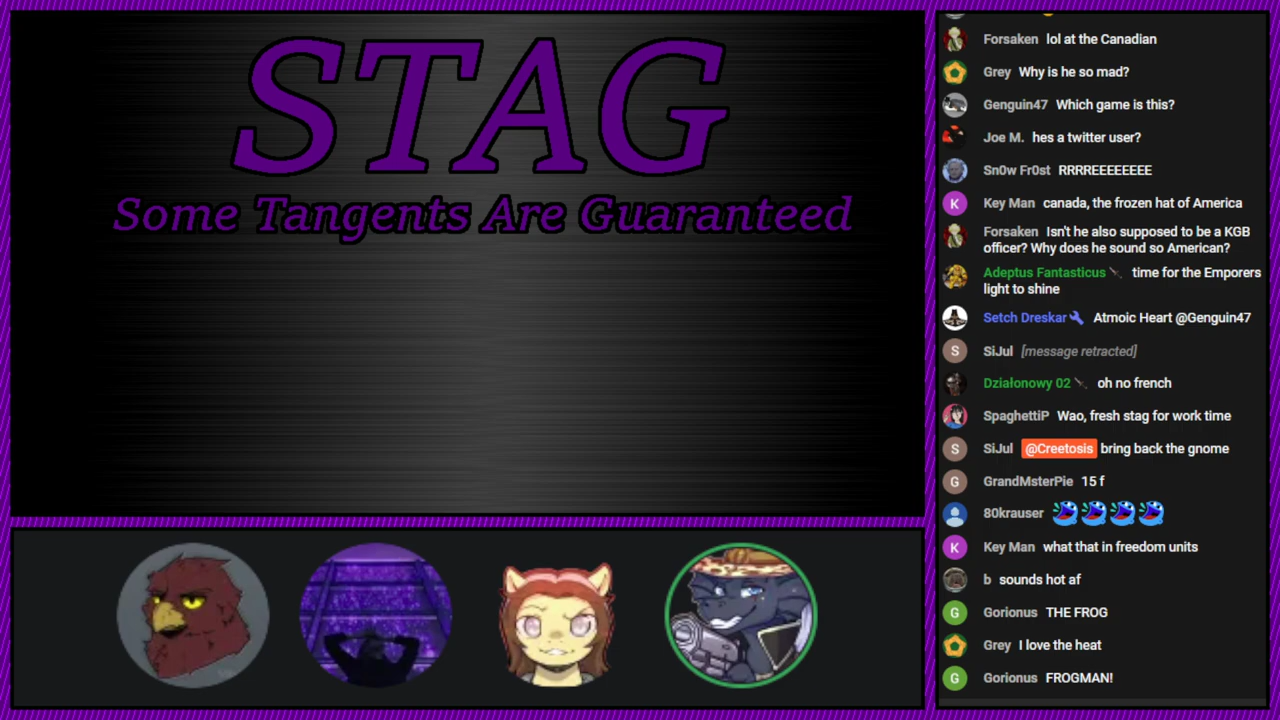 STAG
Some Tangents Are Guaranteed
Forsaken lol at the Canadian
Grey Why is he so mad?
Genguin47 Which game is this?
Joe M. hes a twitter user?
Sn0w Fr0st RRRREEEEEEEE
K
Key Man canada, the frozen hat of America
Forsaken Isn't he also supposed to be a KGB
officer? Why does he sound so American?
Adeptus Fantasticus time for the Emporers
light to shine
Setch Dreskar Atmoic Heart @Genguin47
S
SiJul [message retracted]
Działonowy 02 oh no french
SpaghettiP Wao, fresh stag for work time
S
SiJul @Creetosis bring back the gnome
G
GrandMsterPie 15 f
80krauser
K
Key Man what that in freedom units
b sounds hot af
G
Gorionus THE FROG
Grey I love the heat
G
Gorionus FROGMAN!